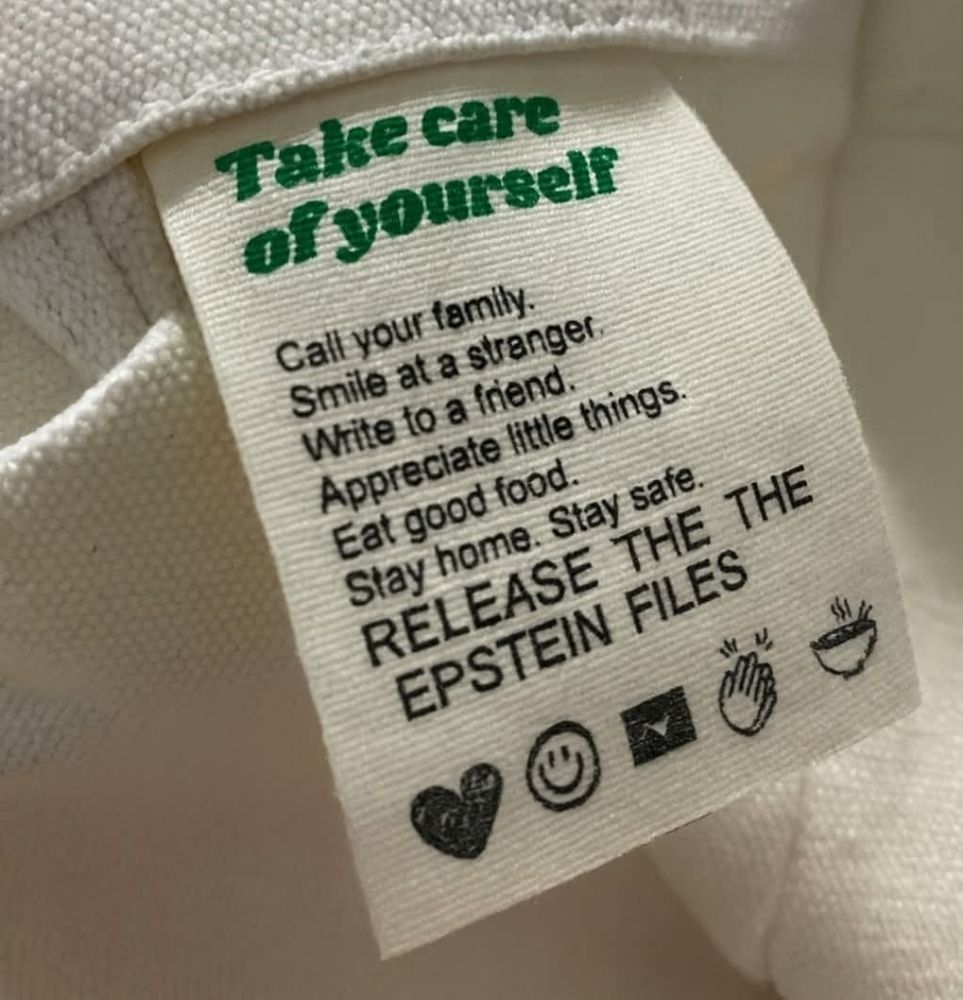 Take care
of yourself
Call your family.
Smile at a stranger.
Write to a friend.
Appreciate little things.
Eat good food.
Stay home. Stay safe.
RELEASE THE THE
EPSTEIN FILES